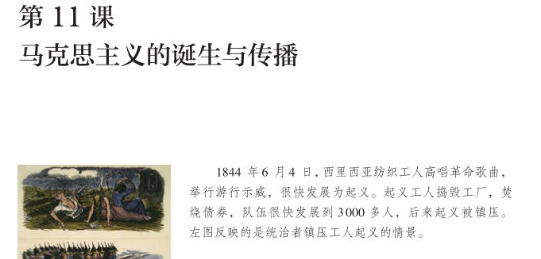 第 11 课
马克思主义的诞生与传播
1844 年 6 月 4 日，西里西亚纺织工人高唱革命歌曲，
举行游行示威，很快发展为起义。起义工人捣毁工厂，焚
烧债券，队伍很快发展到 3000 多人，后来起义被镇压。
左图反映的是统治者镇压工人起义的情景。